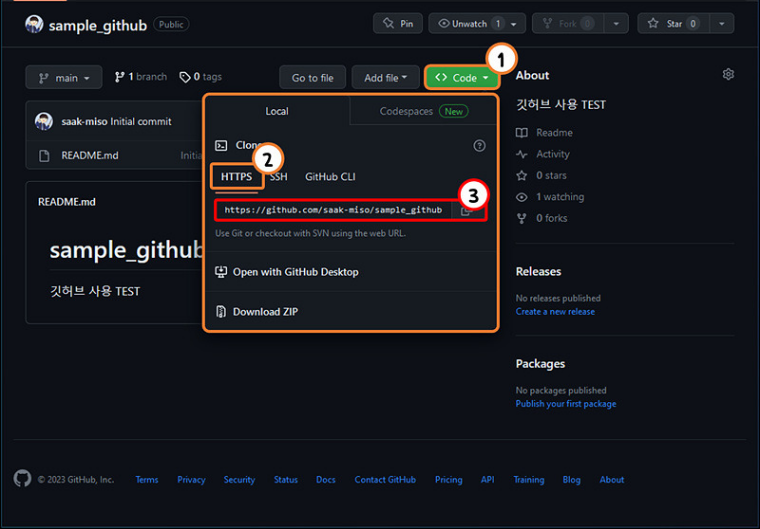 sample_github Public Pin Unwatch 1 Fork 0 Star 0
main 1 branch 0 tags Go to file Add file Code 1 About
Local Codespaces New 깃허브 사용 TEST
saak-miso Initial commit
README.md Initia
Clone 2
HTTPS SSH GitHub CLI
3
https://github.com/saak-miso/sample_github
Use Git or checkout with SVN using the web URL.
Open with GitHub Desktop
Download ZIP
README.md
sample_github
깃허브 사용 TEST
Readme
Activity
0 stars
1 watching
0 forks
Releases
No releases published
Create a new release
Packages
No packages published
Publish your first package
© 2023 GitHub, Inc. Terms Privacy Security Status Docs Contact GitHub Pricing API Training Blog About